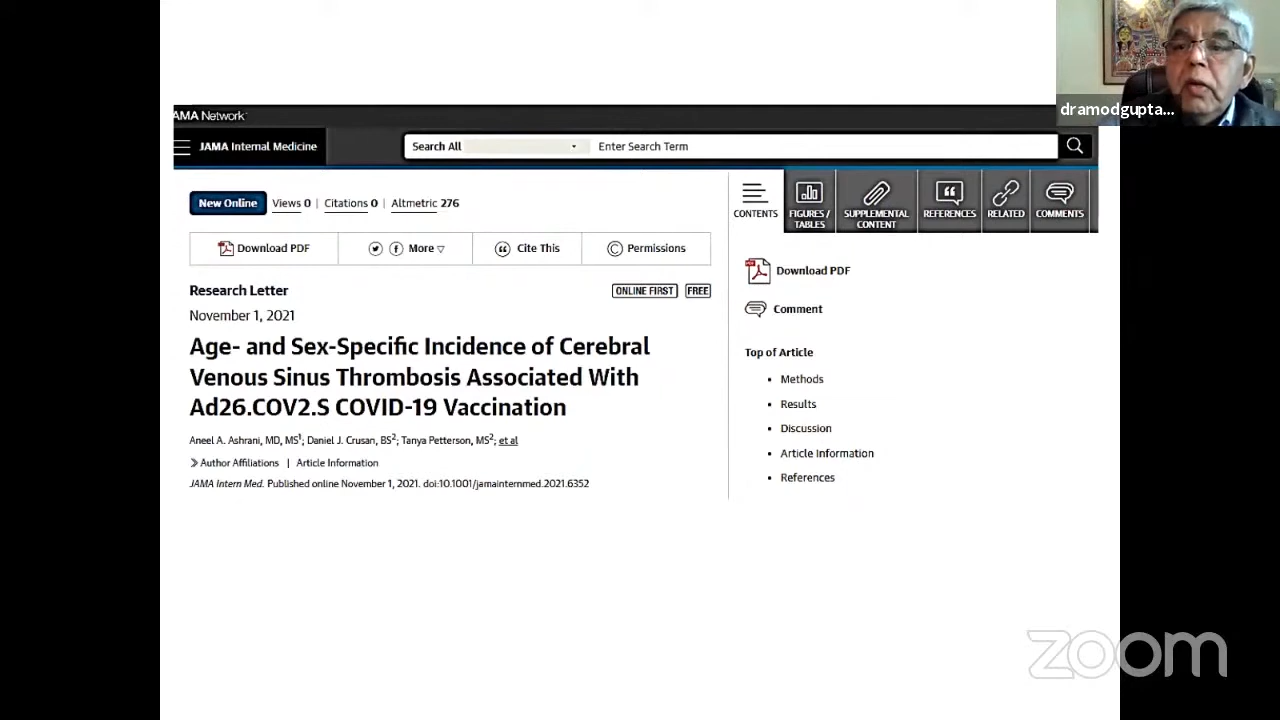 AMA Network
JAMA Internal Medicine
Search All
Enter Search Term
dramodgupta...
New Online Views 0 | Citations 0 | Altmetric 276
Download PDF
More
Cite This
Permissions
Research Letter
ONLINE FIRST FREE
November 1, 2021
Age- and Sex-Specific Incidence of Cerebral
Venous Sinus Thrombosis Associated With
Ad26.COV2.S COVID-19 Vaccination
Aneel A. Ashrani, MD, MS1; Daniel J. Crusan, BS2; Tanya Petterson, MS2; et al
Author Affiliations | Article Information
JAMA Intern Med. Published online November 1, 2021. doi:10.1001/jamainternmed.2021.6352
CONTENTS
FIGURES /
TABLES
SUPPLEMENTAL
CONTENT
REFERENCES
RELATED
COMMENTS
PDF
Download PDF
Comment
Top of Article
• Methods
• Results
• Discussion
• Article Information
• References
zoom